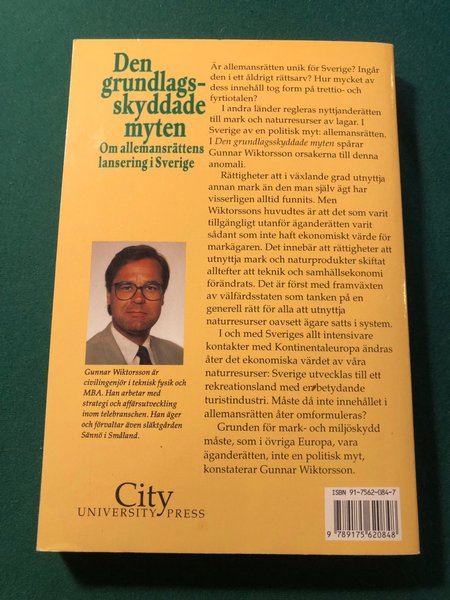 Den
grundlags-
skyddade
myten
Om allemansrättens
lansering i Sverige
Är allemansrätten unik för Sverige? Ingår
den i ett åldrigt rättsarv? Hur mycket av
dess innehåll tog form på trettio- och
fyrtiotalen?
I andra länder regleras nyttjanderätten
till mark och naturresurser av lagar. I
Sverige av en politisk myt: allemansrätten.
I Den grundlagsskyddade myten spårar
Gunnar Wiktorsson orsakerna till denna
anomali.
Rättigheter att i växlande grad utnyttja
annan mark än den man själv ägt har
visserligen alltid funnits. Men
Wiktorssons huvudtes är att det som varit
tillgängligt utanför äganderätten varit
sådant som inte haft ekonomiskt värde för
markägaren. Det innebär att rättigheter att
utnyttja mark och naturprodukter skiftat
alltefter att teknik och samhällsekonomi
förändrats. Det är först med framväxten
av välfärdsstaten som tanken på en
generell rätt för alla att utnyttja
naturresurser oavsett ägare satts i system.
I och med Sveriges allt intensivare
kontakter med Kontinentaleuropa ändras
åter det ekonomiska värdet av våra
naturresurser: Sverige utvecklas till ett
rekreationsland med en betydande
turistindustri. Måste då inte innehållet i
allemansrätten åter omformuleras?
Grunden för mark- och miljöskydd
måste, som i övriga Europa, vara
äganderätten, inte en politisk myt,
konstaterar Gunnar Wiktorsson.
Gunnar Wiktorsson är
civilingenjör i teknisk fysik och
MBA. Han arbetar med
strategi och affärsutveckling
inom telebranschen. Han äger
och förvaltar även släktgården
Sännö i Småland.
City
UNIVERSITY PRESS
ISBN 91-7562-084-7
9 789175 620848